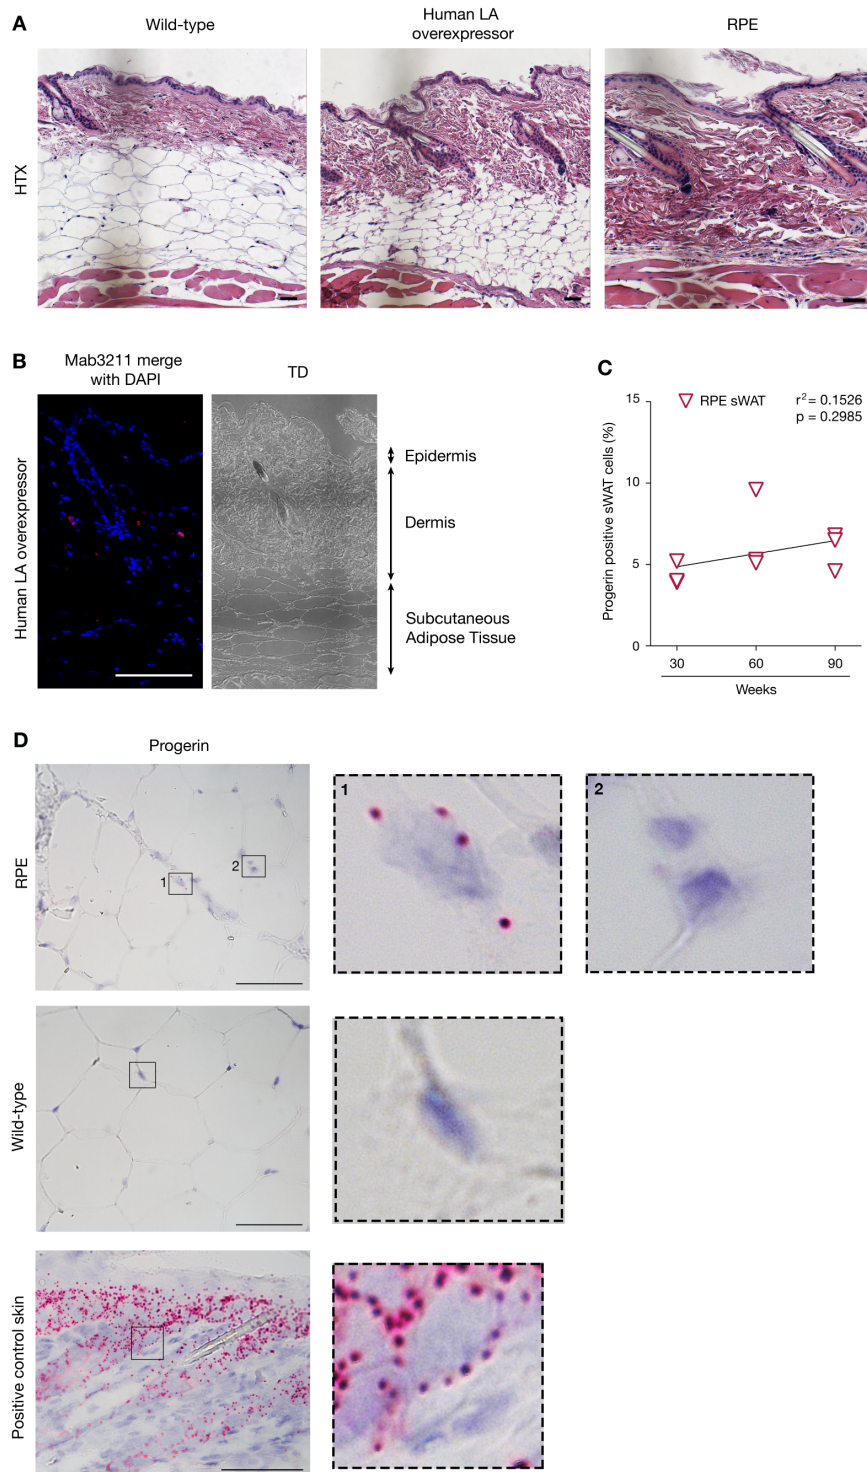 A
Wild-type
Human LA
overexpressor
RPE
HTX
B
Mab3211 merge
with DAPI
TD
Human LA overexpressor
Epidermis
Dermis
Subcutaneous
Adipose Tissue
C
RPE sWAT
r2= 0.1526
p = 0.2985
Progerin positive sWAT cells (%)
15
10
5
0
30
60
90
Weeks
D
Progerin
RPE
1
2
1
2
Wild-type
Positive control skin